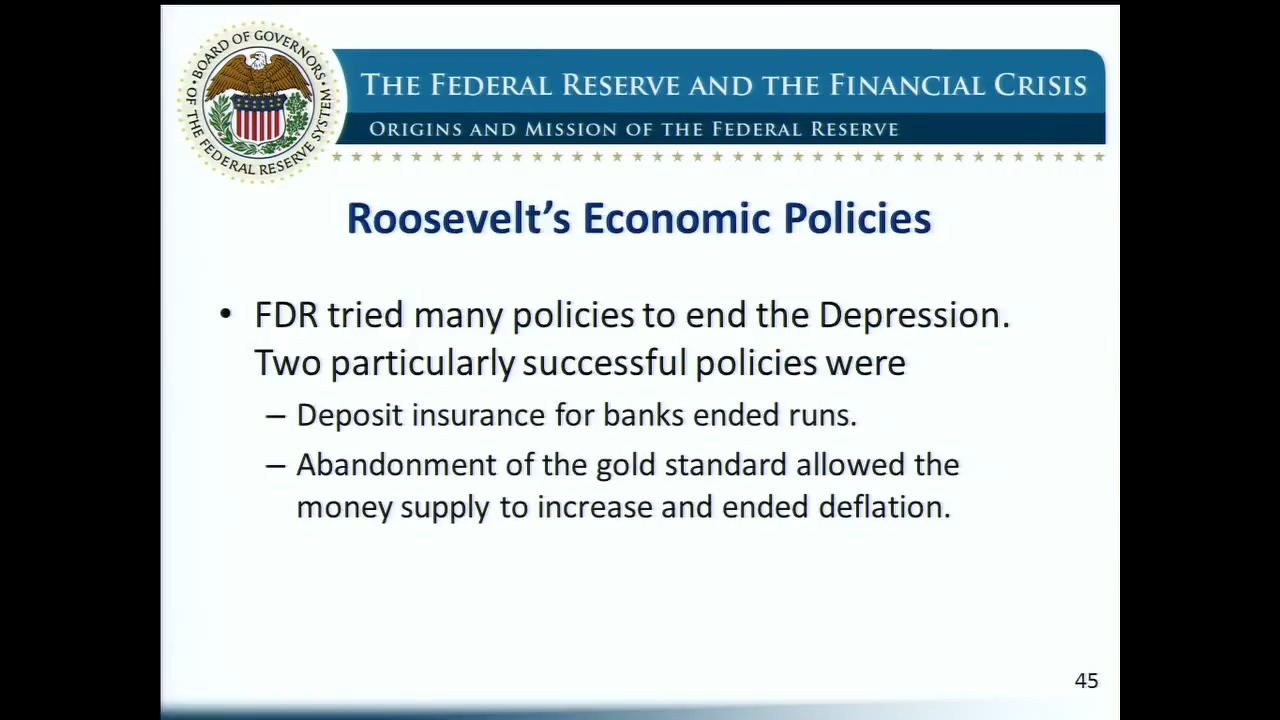 BOARD OF GOVERNORS
OF THE FEDERAL RESERVE SYSTEM
THE FEDERAL RESERVE AND THE FINANCIAL CRISIS
ORIGINS AND MISSION OF THE FEDERAL RESERVE
Roosevelt’s Economic Policies
• FDR tried many policies to end the Depression.
Two particularly successful policies were
– Deposit insurance for banks ended runs.
– Abandonment of the gold standard allowed the
money supply to increase and ended deflation.
45